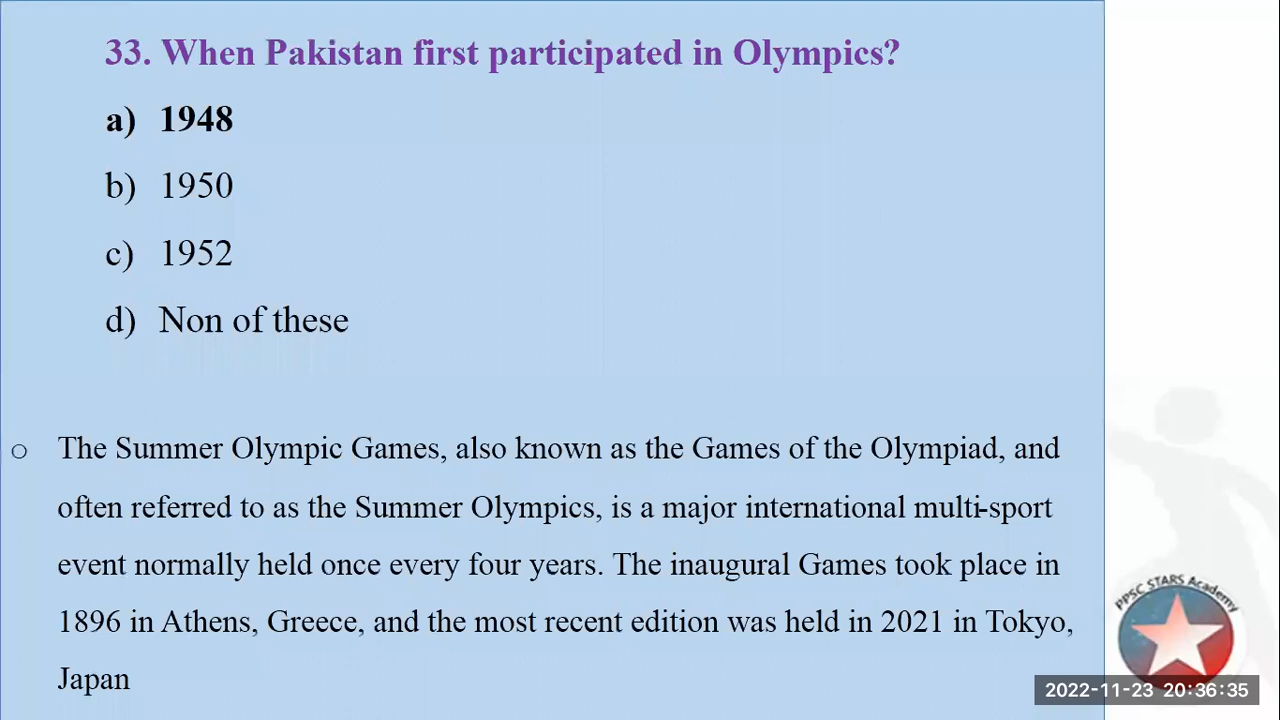 33. When Pakistan first participated in Olympics?
a) 1948
b) 1950
c) 1952
d) Non of these
o The Summer Olympic Games, also known as the Games of the Olympiad, and
often referred to as the Summer Olympics, is a major international multi-sport
event normally held once every four years. The inaugural Games took place in
1896 in Athens, Greece, and the most recent edition was held in 2021 in Tokyo,
Japan
PPSC STARS Academy
2022-11-23 20:36:35